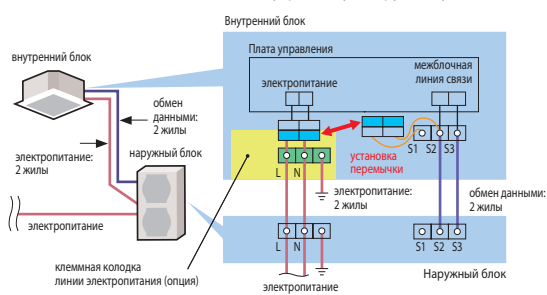 Внутренний блок
Плата управления
внутренний блок
межблочная
линия связи
электропитание
обмен
данными:
2 жилы
электропитание:
2 жилы
наружный блок
S1 S2 S3
L N
установка
перемычки
электропитание:
2 жилы
обмен данными:
2 жилы
электропитание
L N
S1 S2 S3
клеммная колодка
линии электропитания (опция)
Наружный блок
электропитание